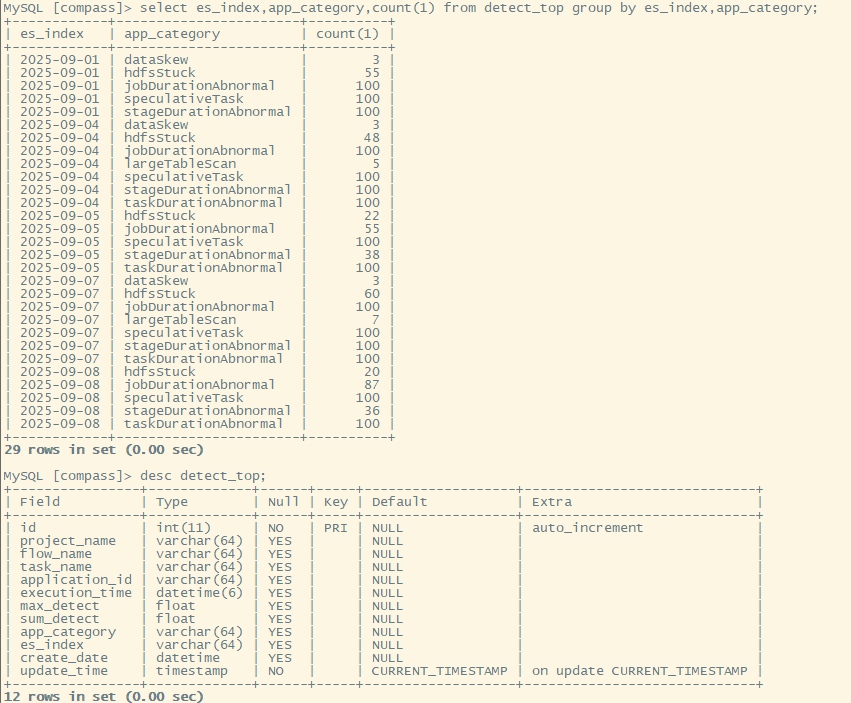 MySQL [compass]> select es_index,app_category,count(1) from detect_top group by es_index,app_category;
+------------+-----------------------+----------+
| es_index   | app_category          | count(1) |
+------------+-----------------------+----------+
| 2025-09-01 | dataSkew              |        3 |
| 2025-09-01 | hdfsStuck             |       55 |
| 2025-09-01 | jobDurationAbnormal   |      100 |
| 2025-09-01 | speculativeTask       |      100 |
| 2025-09-01 | stageDurationAbnormal |      100 |
| 2025-09-04 | dataSkew              |        3 |
| 2025-09-04 | hdfsStuck             |       48 |
| 2025-09-04 | jobDurationAbnormal   |      100 |
| 2025-09-04 | largeTableScan        |        5 |
| 2025-09-04 | speculativeTask       |      100 |
| 2025-09-04 | stageDurationAbnormal |      100 |
| 2025-09-04 | taskDurationAbnormal  |      100 |
| 2025-09-05 | hdfsStuck             |       22 |
| 2025-09-05 | jobDurationAbnormal   |       55 |
| 2025-09-05 | speculativeTask       |      100 |
| 2025-09-05 | stageDurationAbnormal |       38 |
| 2025-09-05 | taskDurationAbnormal  |      100 |
| 2025-09-07 | dataSkew              |        3 |
| 2025-09-07 | hdfsStuck             |       60 |
| 2025-09-07 | jobDurationAbnormal   |      100 |
| 2025-09-07 | largeTableScan        |        7 |
| 2025-09-07 | speculativeTask       |      100 |
| 2025-09-07 | stageDurationAbnormal |      100 |
| 2025-09-07 | taskDurationAbnormal  |      100 |
| 2025-09-08 | hdfsStuck             |       20 |
| 2025-09-08 | jobDurationAbnormal   |       87 |
| 2025-09-08 | speculativeTask       |      100 |
| 2025-09-08 | stageDurationAbnormal |       36 |
| 2025-09-08 | taskDurationAbnormal  |      100 |
+------------+-----------------------+----------+
29 rows in set (0.00 sec)

MySQL [compass]> desc detect_top;
+----------------+-------------+------+-----+-------------------+-----------------------------+
| Field          | Type        | Null | Key | Default           | Extra                       |
+----------------+-------------+------+-----+-------------------+-----------------------------+
| id             | int(11)     | NO   | PRI | NULL              | auto_increment              |
| project_name   | varchar(64) | YES  |     | NULL              |                             |
| flow_name      | varchar(64) | YES  |     | NULL              |                             |
| task_name      | varchar(64) | YES  |     | NULL              |                             |
| application_id | varchar(64) | YES  |     | NULL              |                             |
| execution_time | datetime(6) | YES  |     | NULL              |                             |
| max_detect     | float       | YES  |     | NULL              |                             |
| sum_detect     | float       | YES  |     | NULL              |                             |
| app_category   | varchar(64) | YES  |     | NULL              |                             |
| es_index       | varchar(64) | YES  |     | NULL              |                             |
| create_date    | datetime    | YES  |     | NULL              |                             |
| update_time    | timestamp   | NO   |     | CURRENT_TIMESTAMP | on update CURRENT_TIMESTAMP |
+----------------+-------------+------+-----+-------------------+-----------------------------+
12 rows in set (0.00 sec)